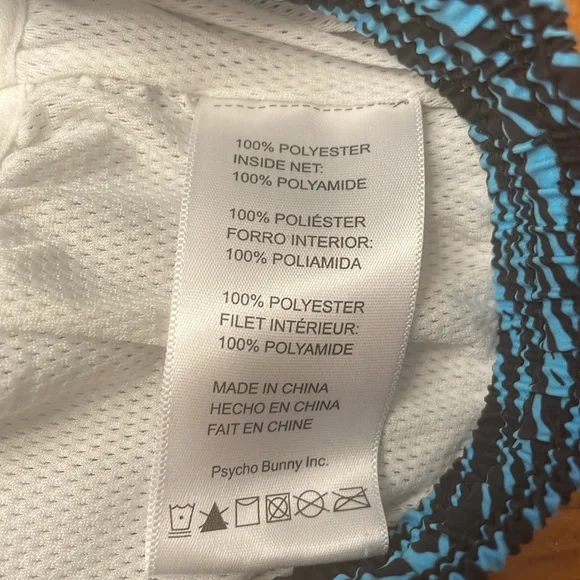 100% POLYESTER
INSIDE NET:
100% POLYAMIDE
100% POLIÉSTER
FORRO INTERIOR:
100% POLIAMIDA
100% POLYESTER
FILET INTÉRIEUR:
100% POLYAMIDE
MADE IN CHINA
HECHO EN CHINA
FAIT EN CHINE
Psycho Bunny Inc.